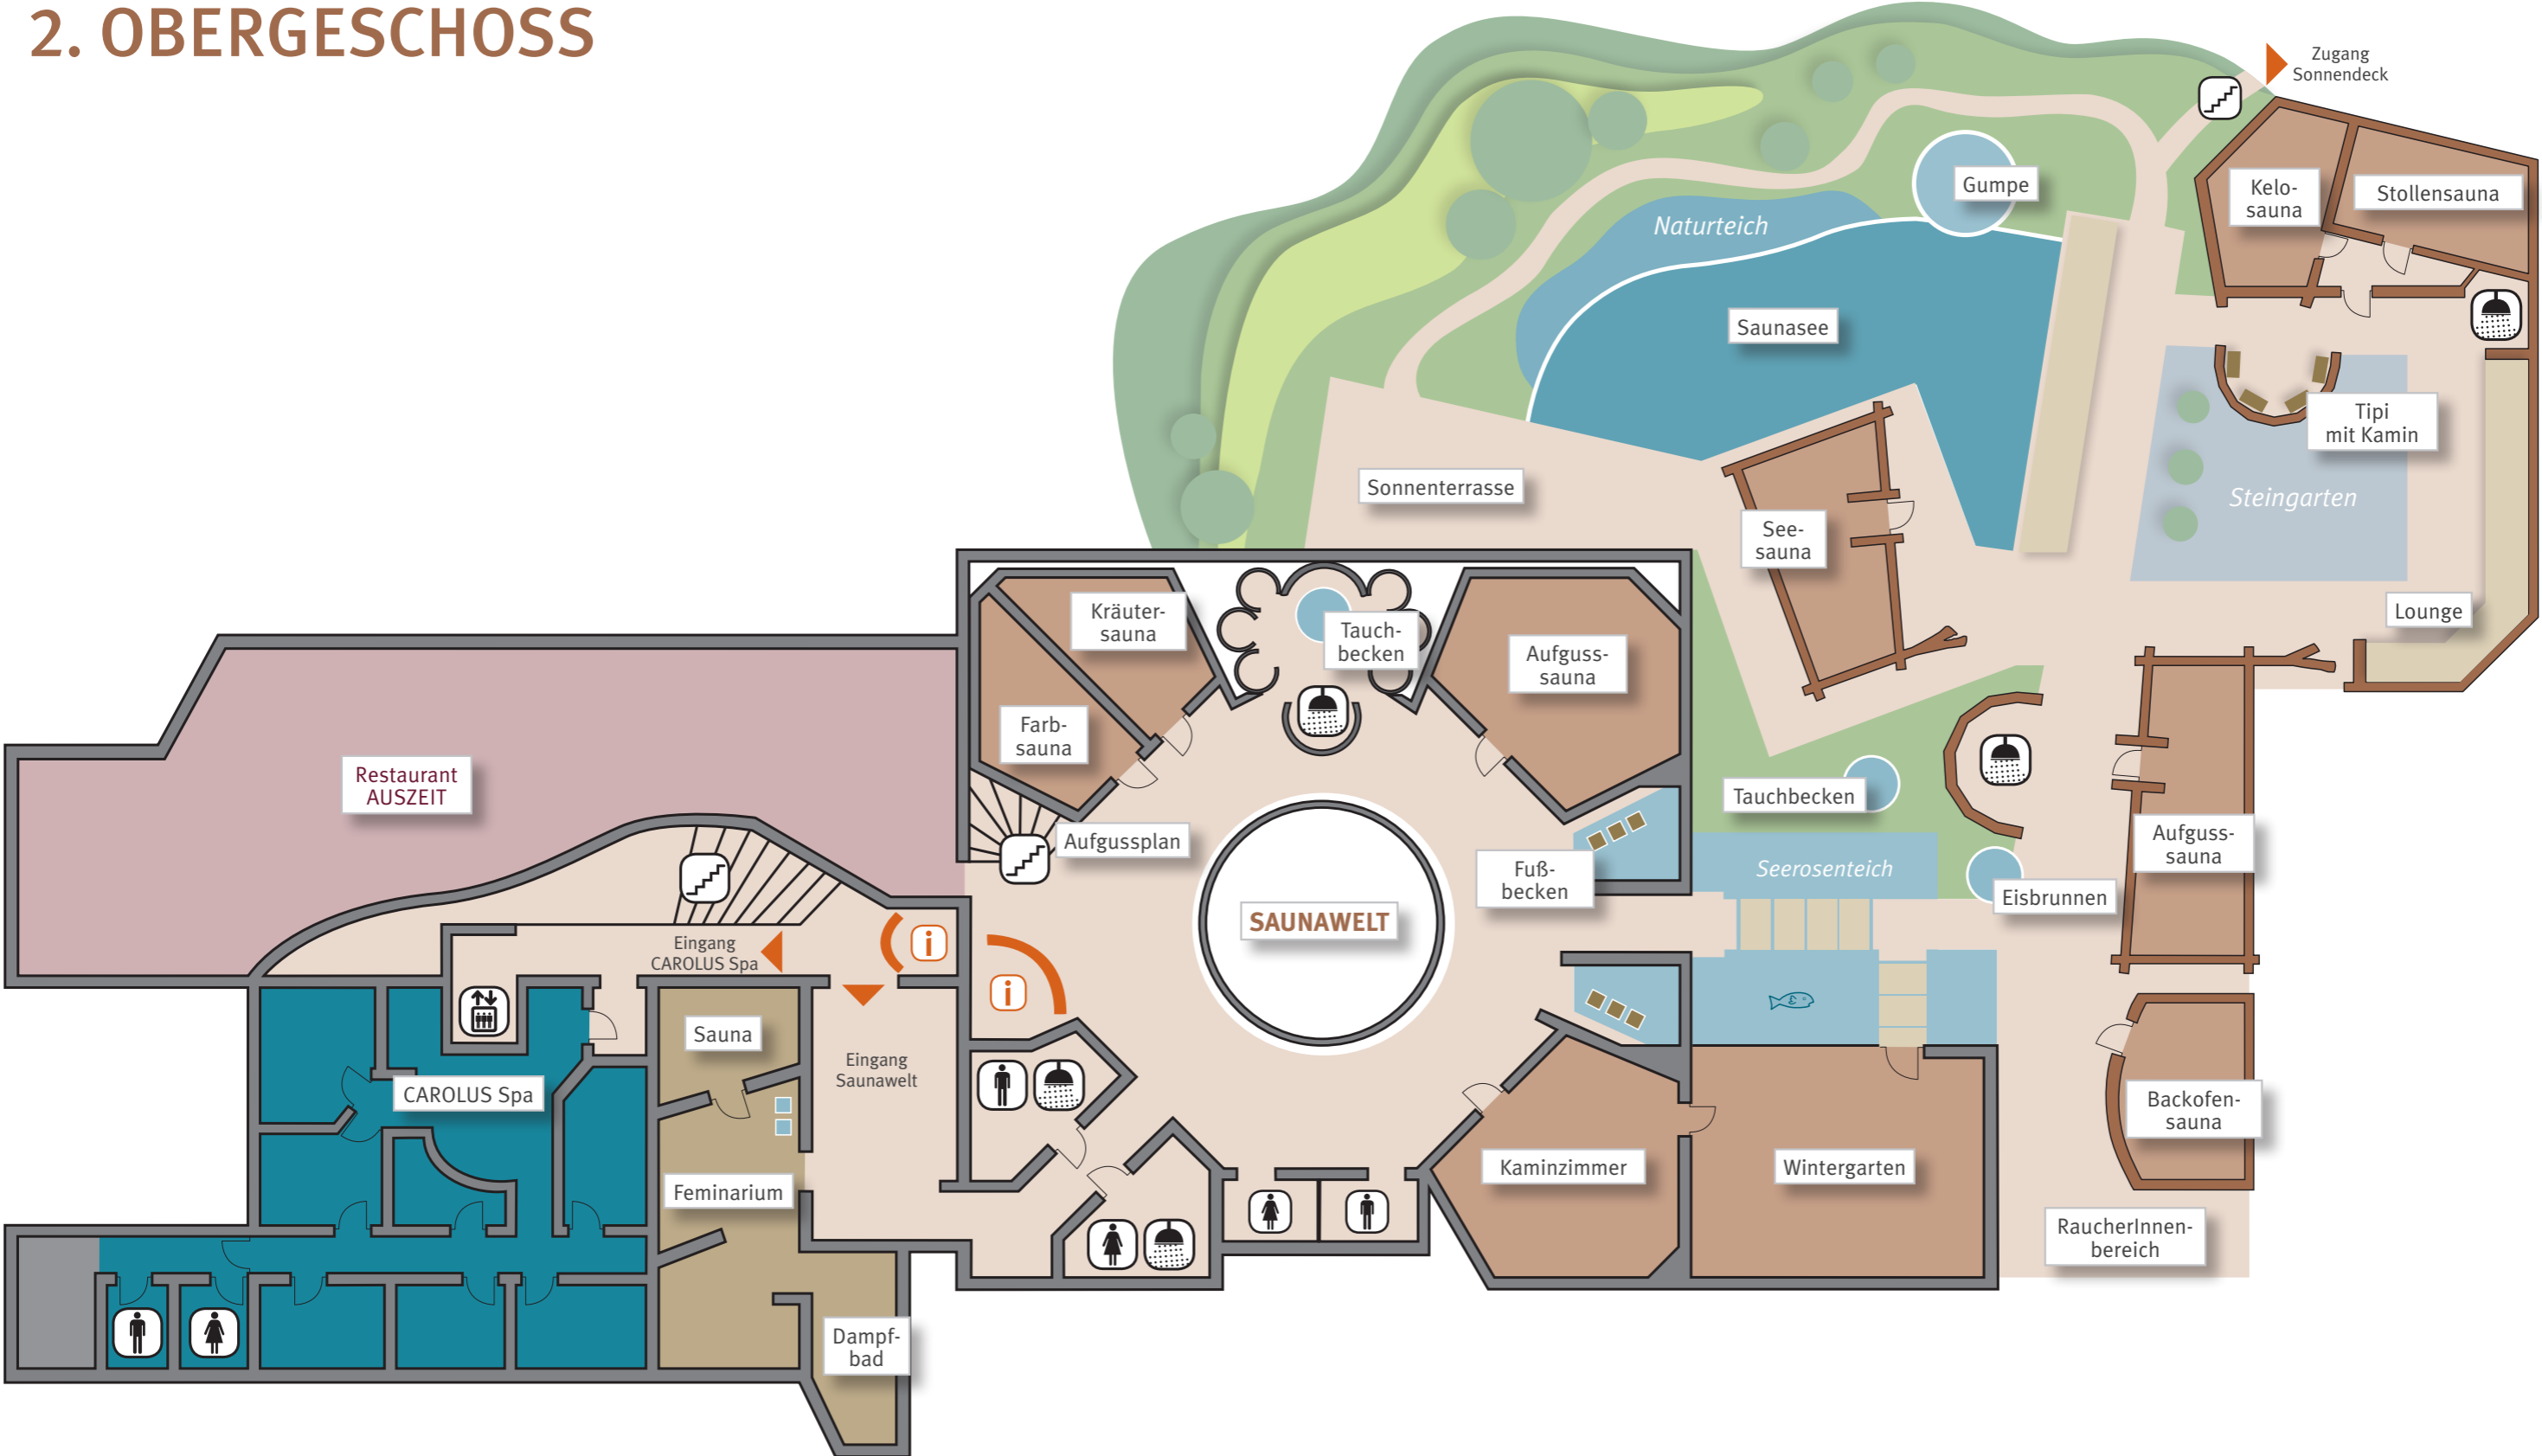 2. OBERGESCHOSS
Zugang
Sonnendeck
Gumpe
Kelo-
sauna
Stollensauna
Naturteich
Saunasee
Tipi
mit Kamin
Sonnenterrasse
Steingarten
See-
sauna
Lounge
Kräuter-
sauna
Tauch-
becken
Aufguss-
sauna
Farb-
sauna
Restaurant
AUSZEIT
Tauchbecken
Aufgussplan
Aufguss-
sauna
Fuß-
becken
Seerosenteich
Eisbrunnen
SAUNAWELT
Eingang
CAROLUS Spa
i
i
Sauna
Eingang
Saunawelt
CAROLUS Spa
Backofen-
sauna
Feminarium
Kaminzimmer
Wintergarten
RaucherInnen-
bereich
Dampf-
bad